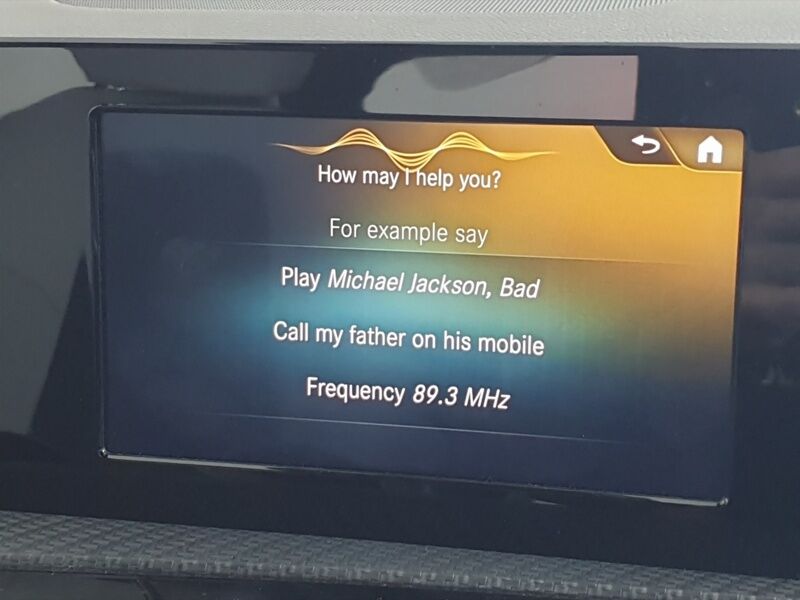 How may I help you?
For example say
Play Michael Jackson, Bad
Call my father on his mobile
Frequency 89.3 MHz